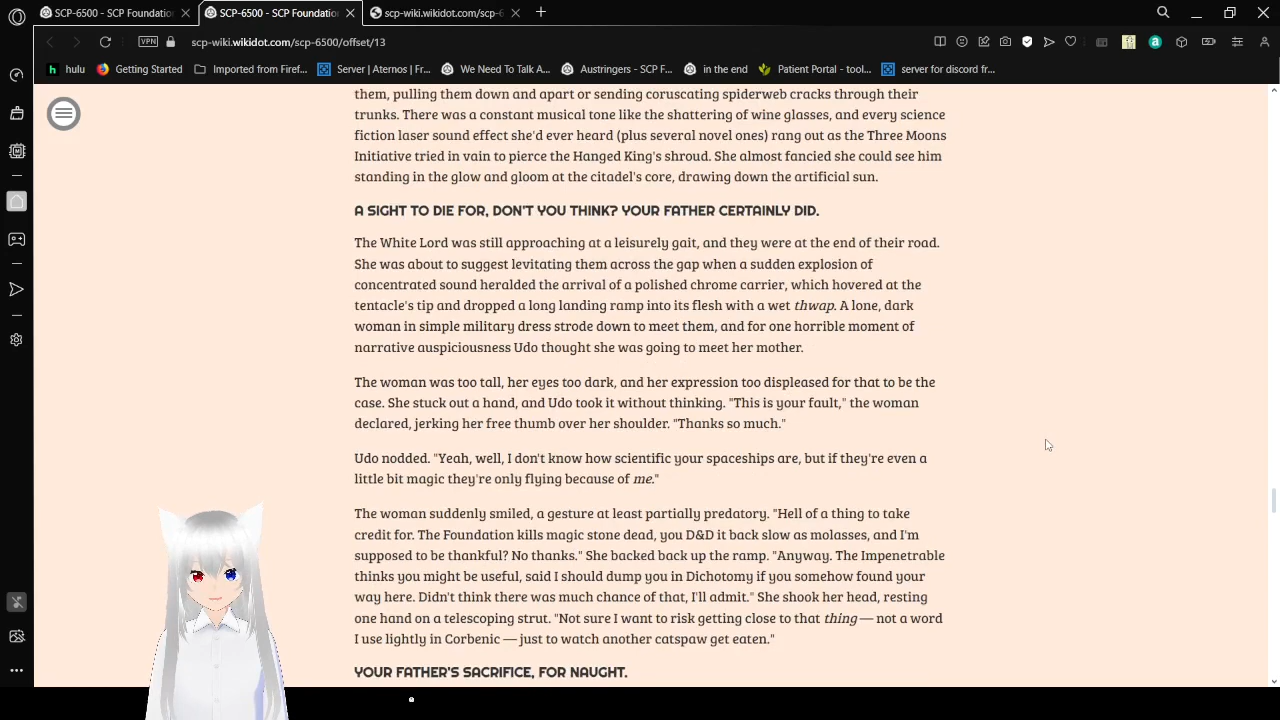 SCP-6500 - SCP Foundation
SCP-6500 - SCP Foundation
scp-wiki.wikidot.com/scp-6
VPN
scp-wiki.wikidot.com/scp-6500/offset/13
hulu
Getting Started
Imported from Firef...
Server | Aternos | Fr...
We Need To Talk A...
Austringers - SCP F...
in the end
Patient Portal - tool...
server for discord fr...
them, pulling them down and apart or sending coruscating spiderweb cracks through their
trunks. There was a constant musical tone like the shattering of wine glasses, and every science
fiction laser sound effect she'd ever heard (plus several novel ones) rang out as the Three Moons
Initiative tried in vain to pierce the Hanged King's shroud. She almost fancied she could see him
standing in the glow and gloom at the citadel's core, drawing down the artificial sun.
A SIGHT TO DIE FOR, DON'T YOU THINK? YOUR FATHER CERTAINLY DID.
The White Lord was still approaching at a leisurely gait, and they were at the end of their road.
She was about to suggest levitating them across the gap when a sudden explosion of
concentrated sound heralded the arrival of a polished chrome carrier, which hovered at the
tentacle's tip and dropped a long landing ramp into its flesh with a wet thwap. A lone, dark
woman in simple military dress strode down to meet them, and for one horrible moment of
narrative auspiciousness Udo thought she was going to meet her mother.
The woman was too tall, her eyes too dark, and her expression too displeased for that to be the
case. She stuck out a hand, and Udo took it without thinking. "This is your fault," the woman
declared, jerking her free thumb over her shoulder. "Thanks so much."
Udo nodded. "Yeah, well, I don't know how scientific your spaceships are, but if they're even a
little bit magic they're only flying because of me."
The woman suddenly smiled, a gesture at least partially predatory. "Hell of a thing to take
credit for. The Foundation kills magic stone dead, you D&D it back slow as molasses, and I'm
supposed to be thankful? No thanks." She backed back up the ramp. "Anyway. The Impenetrable
thinks you might be useful, said I should dump you in Dichotomy if you somehow found your
way here. Didn't think there was much chance of that, I'll admit." She shook her head, resting
one hand on a telescoping strut. "Not sure I want to risk getting close to that thing — not a word
I use lightly in Corbenic — just to watch another catspaw get eaten."
YOUR FATHER'S SACRIFICE, FOR NAUGHT.